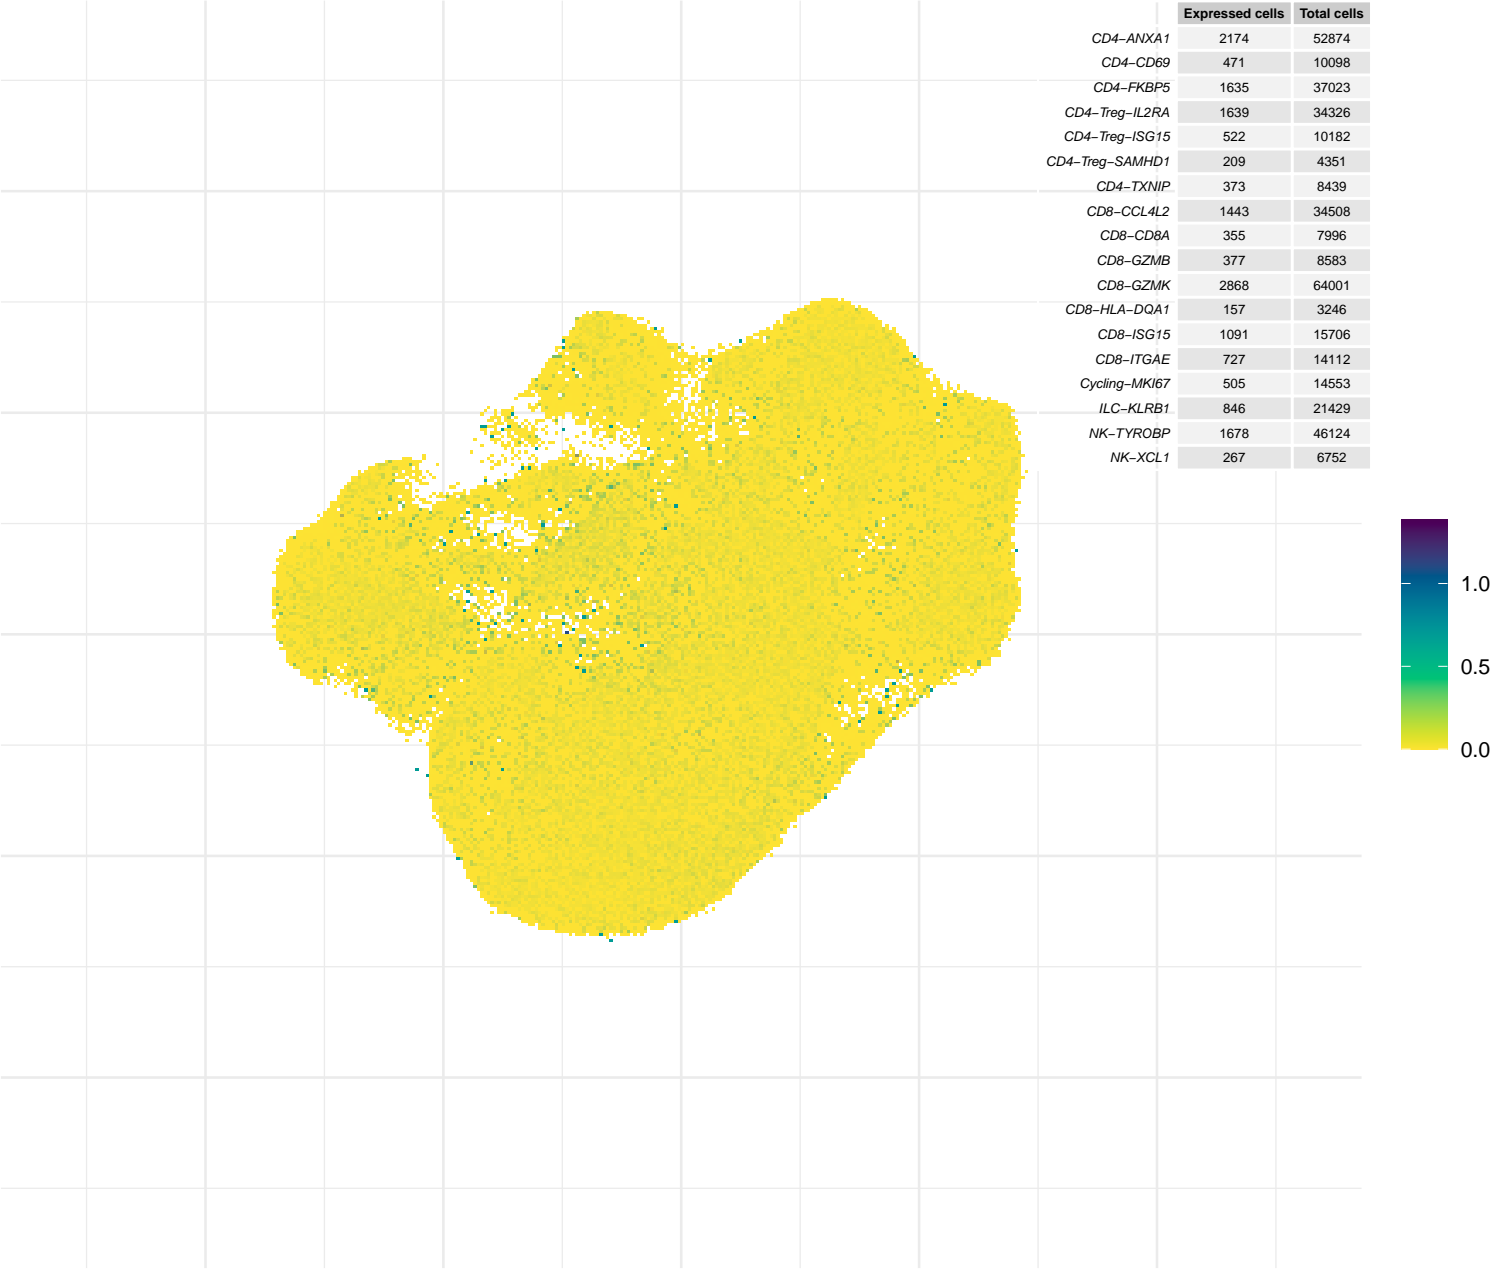 Expressed cells Total cells
CD4−ANXA1 2174 52874
CD4−CD69 471 10098
CD4−FKBP5 1635 37023
CD4−Treg−IL2RA 1639 34326
CD4−Treg−ISG15 522 10182
CD4−Treg−SAMHD1 209 4351
CD4−TXNIP 373 8439
CD8−CCL4L2 1443 34508
CD8−CD8A 355 7996
CD8−GZMB 377 8583
CD8−GZMK 2868 64001
CD8−HLA−DQA1 157 3246
CD8−ISG15 1091 15706
CD8−ITGAE 727 14112
Cycling−MKI67 505 14553
ILC−KLRB1 846 21429
NK−TYROBP 1678 46124
NK−XCL1 267 6752
1.0
0.5
0.0